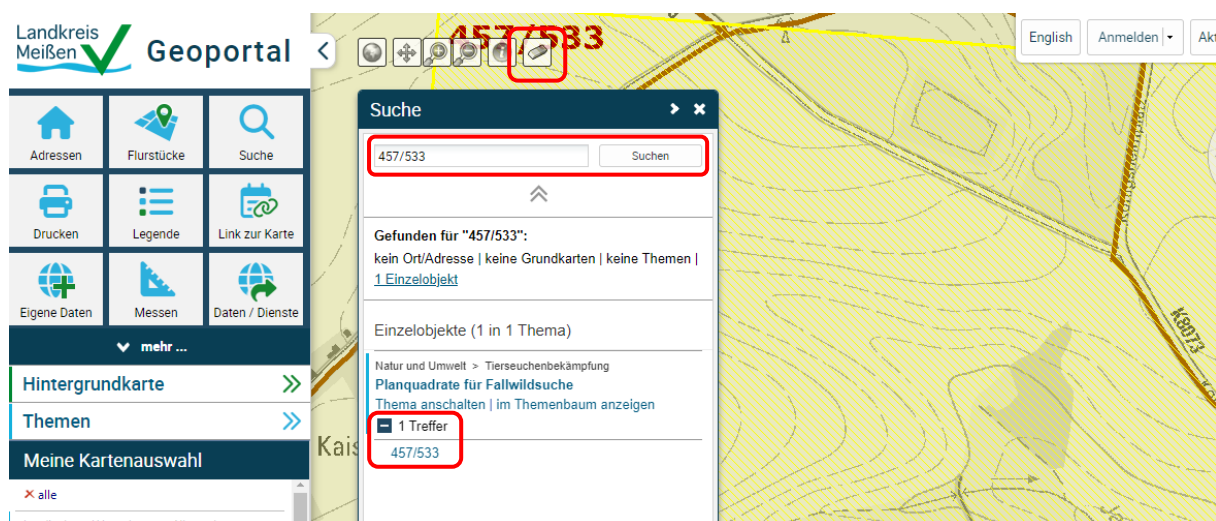 Landkreis
Meißen
Geoportal
457/533
English
Anmelden
Akt
Adressen
Flurstücke
Suche
Drucken
Legende
Link zur Karte
Eigene Daten
Messen
Daten / Dienste
mehr ...
Hintergrundkarte
Themen
Meine Kartenauswahl
alle
Suche
457/533
Suchen
Gefunden für "457/533":
kein Ort/Adresse | keine Grundkarten | keine Themen |
1 Einzelobjekt
Einzelobjekte (1 in 1 Thema)
Natur und Umwelt > Tierseuchenbekämpfung
Planquadrate für Fallwildsuche
Thema anschalten | im Themenbaum anzeigen
1 Treffer
457/533
Kais
K8073